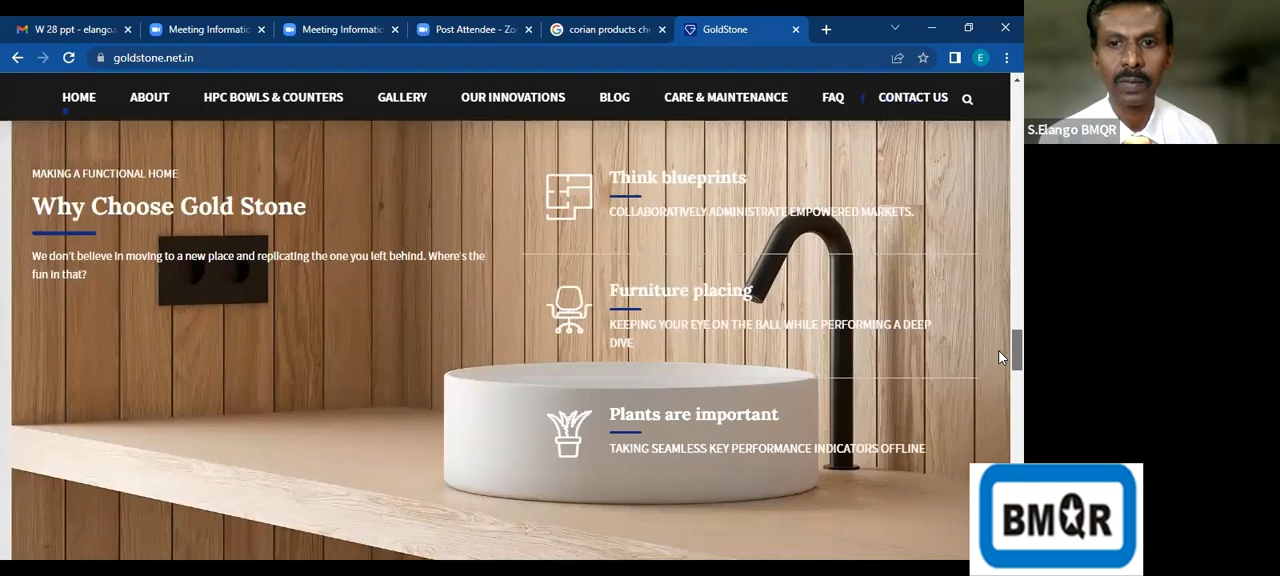 W 28 ppt - elango.
Meeting Informatic
Meeting Informatic
Post Attendee - Zo
corian products che
GoldStone
goldstone.net.in
E
HOME
ABOUT
HPC BOWLS & COUNTERS
GALLERY
OUR INNOVATIONS
BLOG
CARE & MAINTENANCE
FAQ
CONTACT US
S.Elango BMQR
MAKING A FUNCTIONAL HOME
Why Choose Gold Stone
We don't believe in moving to a new place and replicating the one you left behind. Where's the
fun in that?
Think blueprints
COLLABORATIVELY ADMINISTRATE EMPOWERED MARKETS.
Furniture placing
KEEPING YOUR EYE ON THE BALL WHILE PERFORMING A DEEP
DIVE
Plants are important
TAKING SEAMLESS KEY PERFORMANCE INDICATORS OFFLINE
BMQR